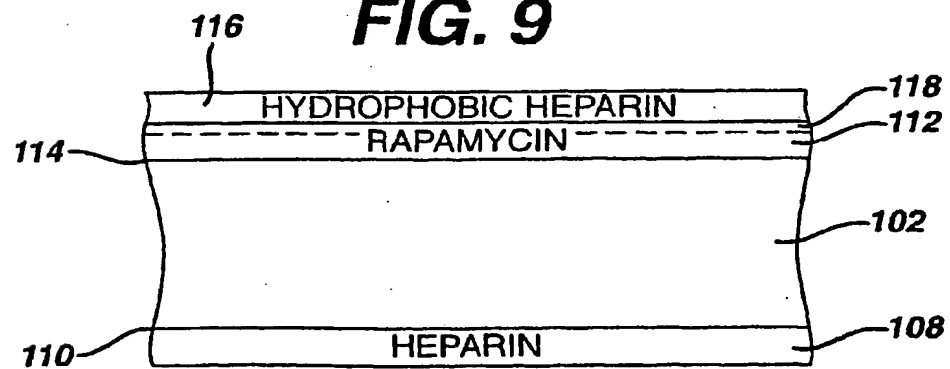 FIG. 9
116
HYDROPHOBIC HEPARIN
118
RAPAMYCIN
112
114
102
110
HEPARIN
108